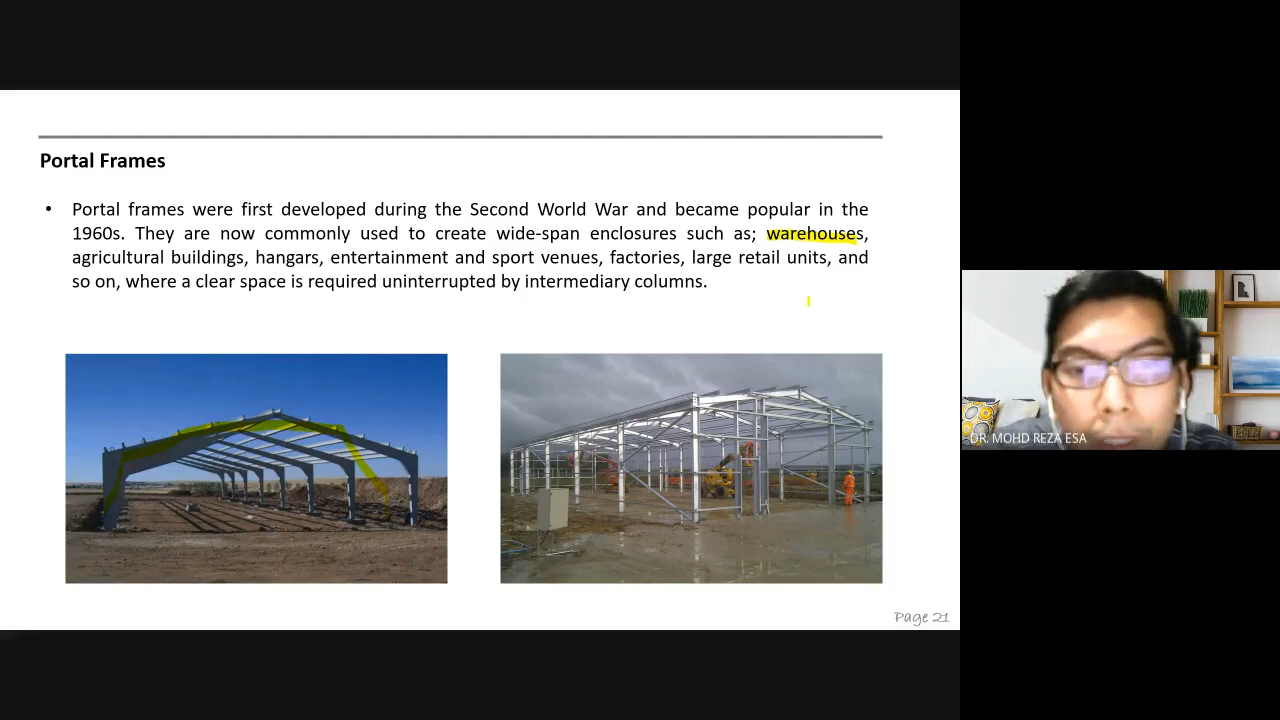 Portal Frames
• Portal frames were first developed during the Second World War and became popular in the
1960s. They are now commonly used to create wide-span enclosures such as; warehouses,
agricultural buildings, hangars, entertainment and sport venues, factories, large retail units, and
so on, where a clear space is required uninterrupted by intermediary columns.
DR. MOHD REZA ESA
Page 21